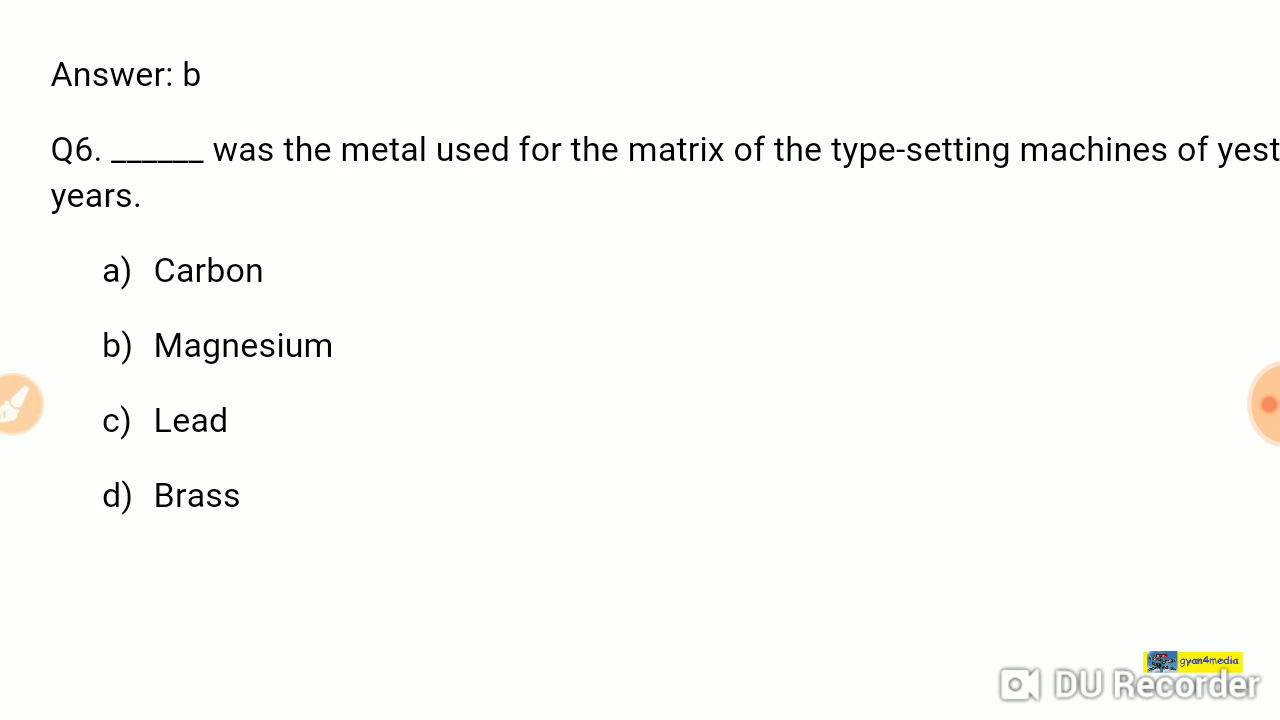 Answer: b
Q6. ______ was the metal used for the matrix of the type-setting machines of yest
years.
a) Carbon
b) Magnesium
c) Lead
d) Brass
gyan4media
DU Recorder